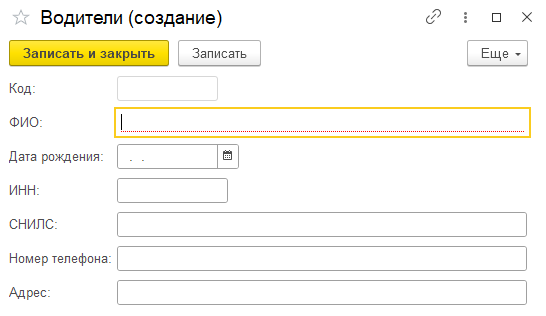 Водители (создание)
Записать и закрыть Записать Еще
Код:
ФИО:
Дата рождения: . .
ИНН:
СНИЛС:
Номер телефона:
Адрес: